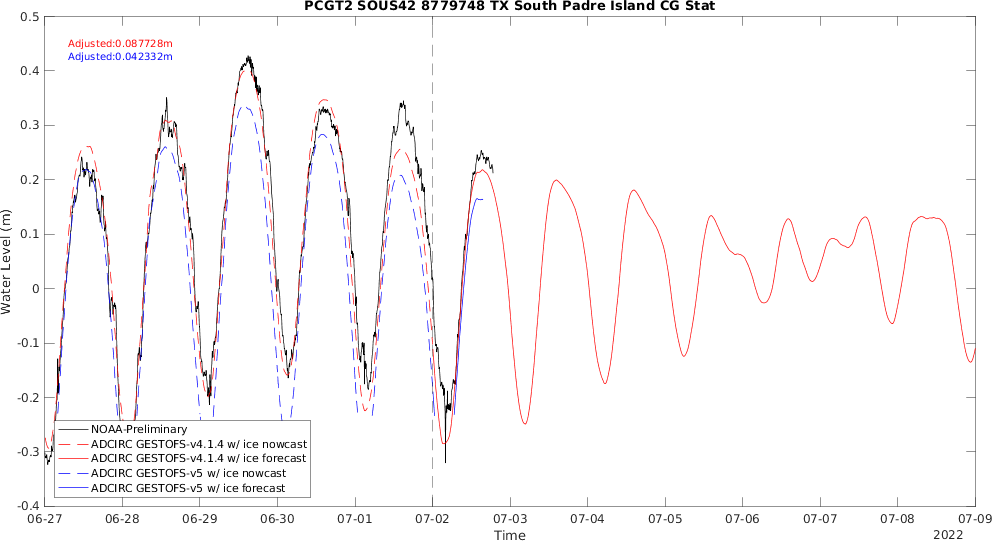 PCGT2 SOUS42 8779748 TX South Padre Island CG Stat
Adjusted:0.087728m
Adjusted:0.042332m
0.5
0.4
0.3
0.2
0.1
0
-0.1
-0.2
-0.3
-0.4
Water Level (m)
NOAA-Preliminary
ADCIRC GESTOFS-v4.1.4 w/ ice nowcast
ADCIRC GESTOFS-v4.1.4 w/ ice forecast
ADCIRC GESTOFS-v5 w/ ice nowcast
ADCIRC GESTOFS-v5 w/ ice forecast
06-27 06-28 06-29 06-30 07-01 07-02 07-03 07-04 07-05 07-06 07-07 07-08 07-09
Time
2022